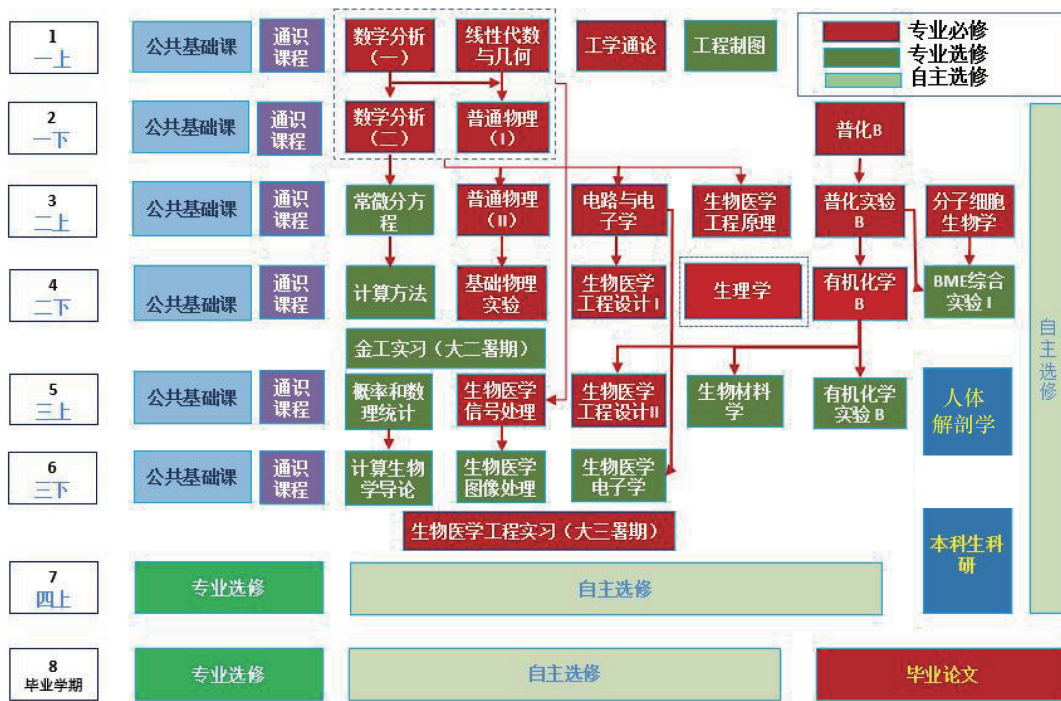 1
一上
公共基础课
通识
课程
数学分析
（一）
线性代数
与几何
工学通论
工程制图
专业必修
专业选修
自主选修
2
一下
公共基础课
通识
课程
数学分析
（二）
普通物理
（I）
普化B
3
二上
公共基础课
通识
课程
常微分方
程
普通物理
（II）
电路与电
子学
生物医学
工程原理
普化实验
B
分子细胞
生物学
4
二下
公共基础课
通识
课程
计算方法
基础物理
实验
生物医学
工程设计 I
生理学
有机化学
B
BME综合
实验 I
金工实习（大二暑期）
自主选修
5
三上
公共基础课
通识
课程
概率和数
理统计
生物医学
信号处理
生物医学
工程设计II
生物材料
学
有机化学
实验 B
人体
解剖学
6
三下
公共基础课
通识
课程
计算生物
学导论
生物医学
图像处理
生物医学
电子学
生物医学工程实习（大三暑期）
本科生科
研
7
四上
专业选修
自主选修
8
毕业学期
专业选修
自主选修
毕业论文